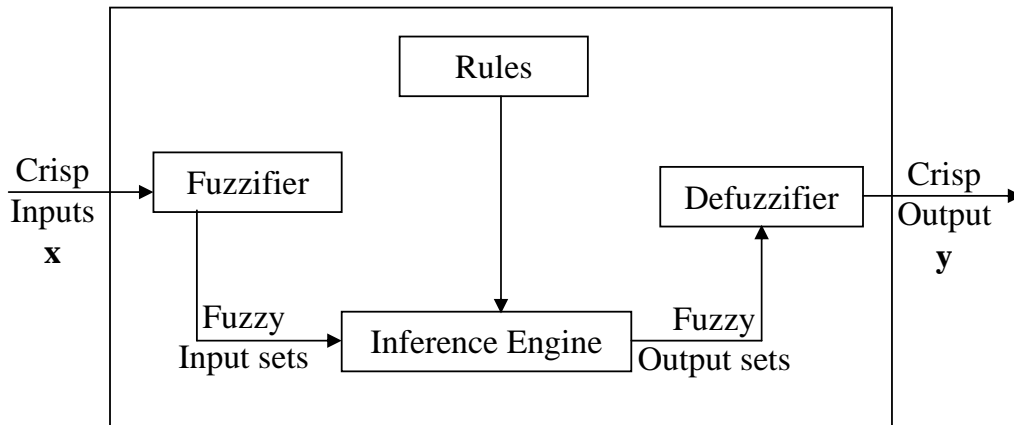 Rules
Crisp
Inputs
x
Fuzzifier
Defuzzifier
Crisp
Output
y
Fuzzy
Input sets
Inference Engine
Fuzzy
Output sets